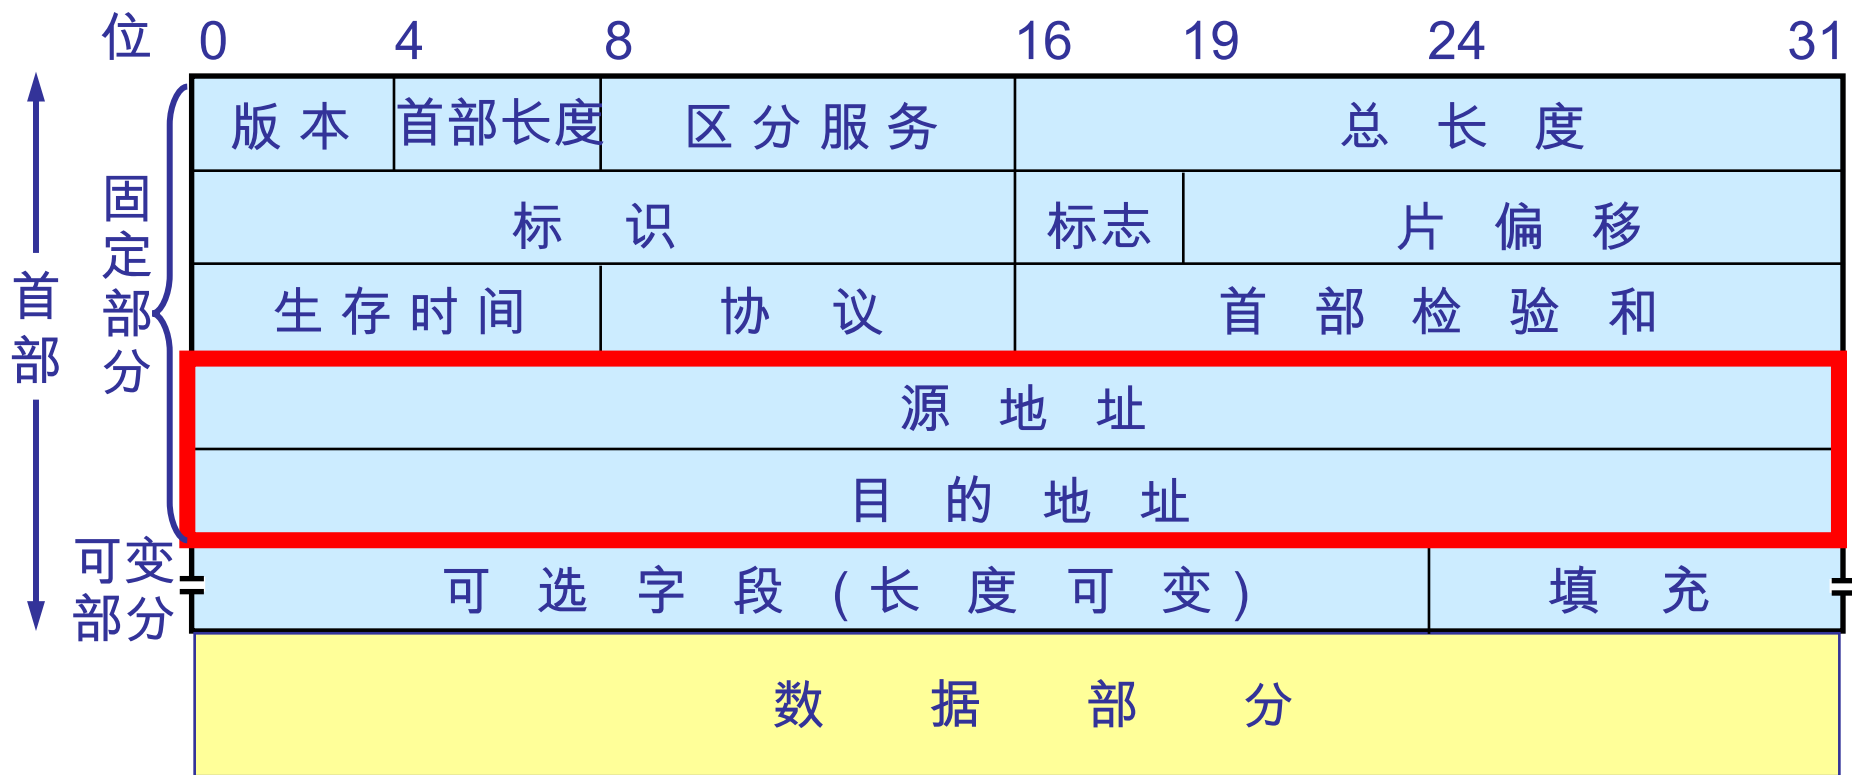 位 0 4 8 16 19 24 31
版 本 首部长度 区 分 服 务 总 长 度
标 识 标志 片 偏 移
生 存 时 间 协 议 首 部 检 验 和
源 地 址
目 的 地 址
可 选 字 段 ( 长 度 可 变 ) 填 充
数 据 部 分
首部
固定部分
可变
部分